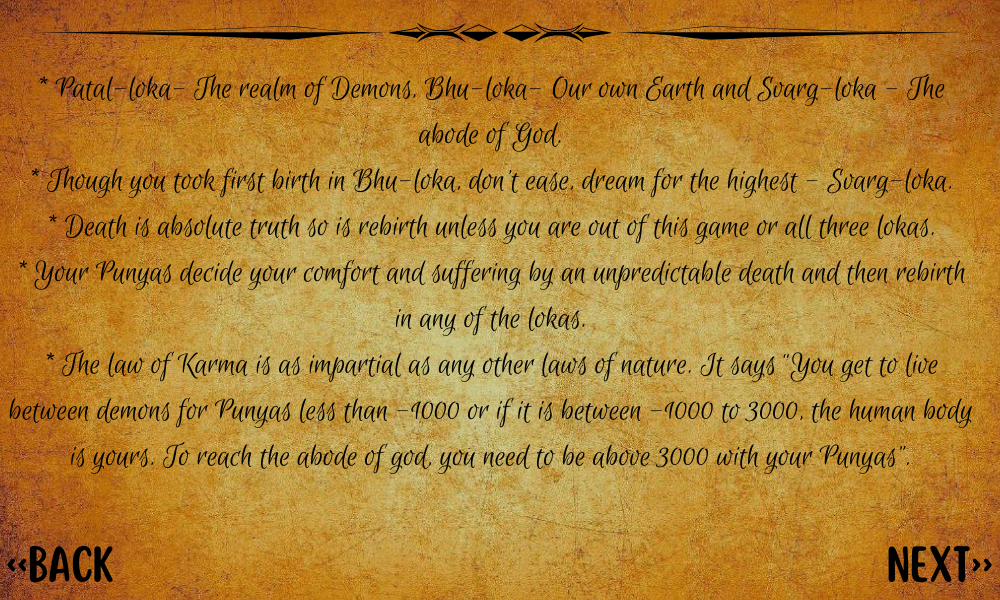 * Patal-loka- The realm of Demons, Bhu-loka- Our own Earth and Svarg-loka - The
abode of God.
* Though you took first birth in Bhu-loka, don't ease, dream for the highest - Svarg-loka.
* Death is absolute truth so is rebirth unless you are out of this game or all three lokas.
* Your Punyas decide your comfort and suffering by an unpredictable death and then rebirth
in any of the lokas.
* The law of Karma is as impartial as any other laws of nature. It says "You get to live
between demons for Punyas less than -1000 or if it is between -1000 to 3000, the human body
is yours. To reach the abode of god, you need to be above 3000 with your Punyas".
<<BACK
NEXT>>